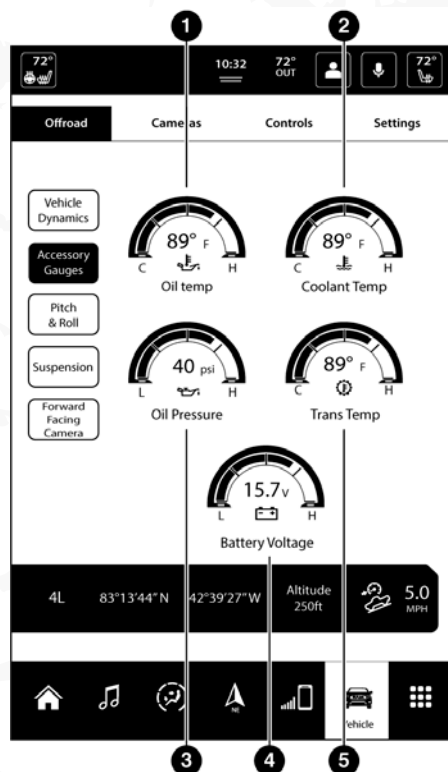 1 2
72° 10:32 72° OUT 72°
Offroad Cameras Controls Settings
Vehicle
Dynamics
Accessory
Gauges
Pitch
& Roll
Suspension
Forward
Facing
Camera
89° F
C H
Oil temp
89° F
C H
Coolant Temp
40 psi
L H
Oil Pressure
89° F
C H
Trans Temp
15.7 v
L H
Battery Voltage
4L 83°13'44"N 42°39'27"W
Altitude
250ft
5.0
MPH
NE
Vehicle
3 4 5